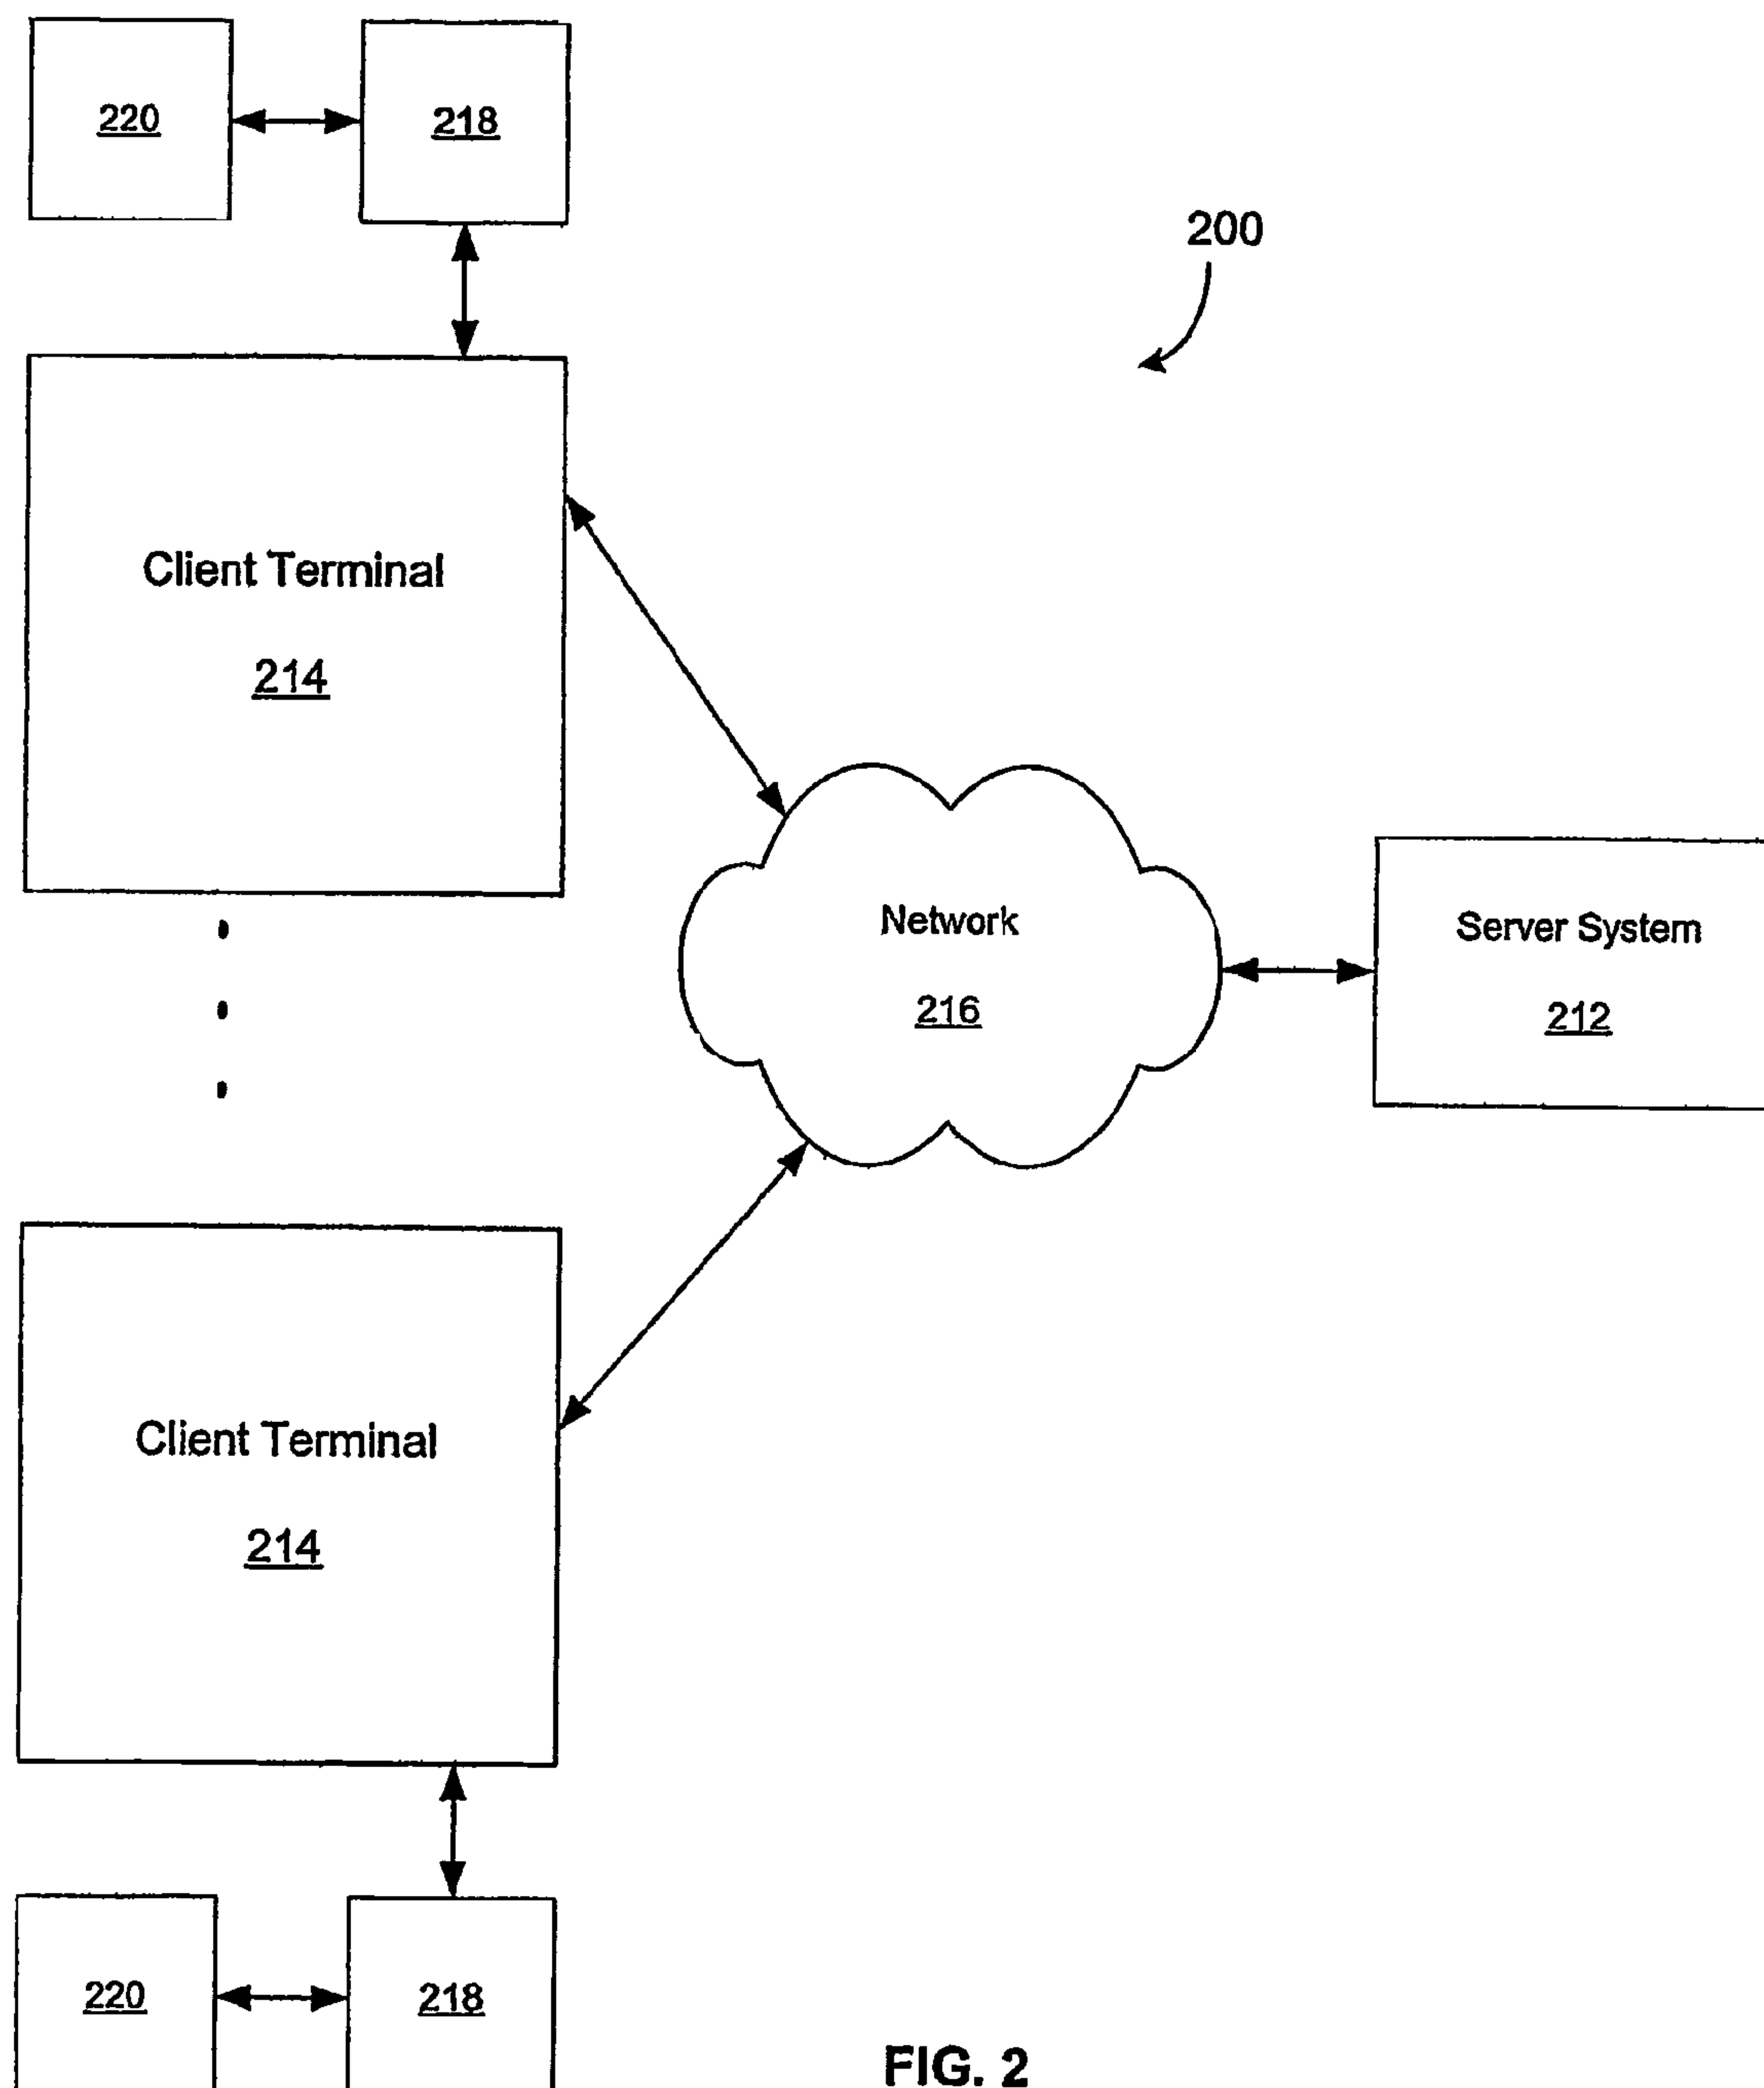 220
218
200
Client Terminal
214
Network
216
Server System
212
Client Terminal
214
220
218
FIG. 2